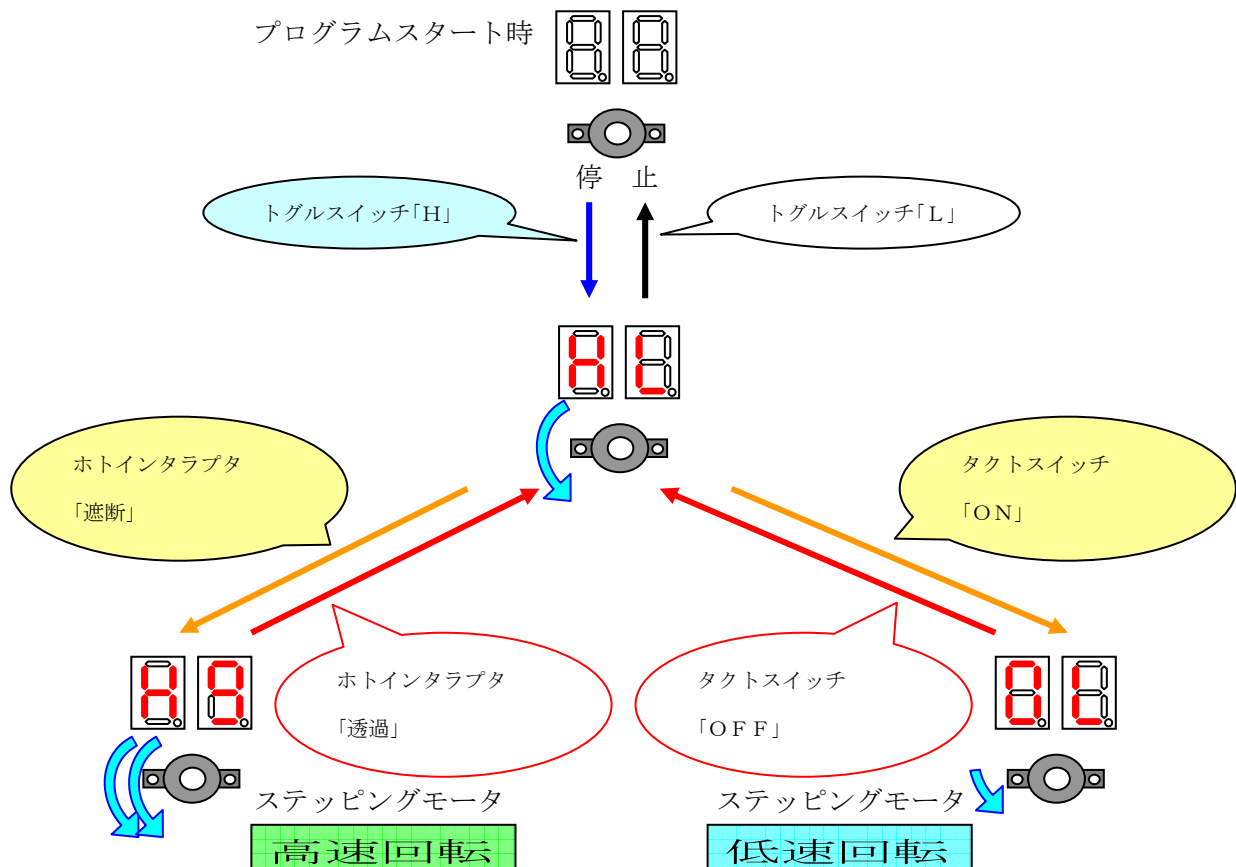 プログラムスタート時
停　止
トグルスイッチ「Ｈ」
トグルスイッチ「Ｌ」
HL
ホトインタラプタ
「遮断」
タクトスイッチ
「ＯＮ」
H9
ホトインタラプタ
「透過」
タクトスイッチ
「ＯＦＦ」
0L
ステッピングモータ
高速回転
ステッピングモータ
低速回転